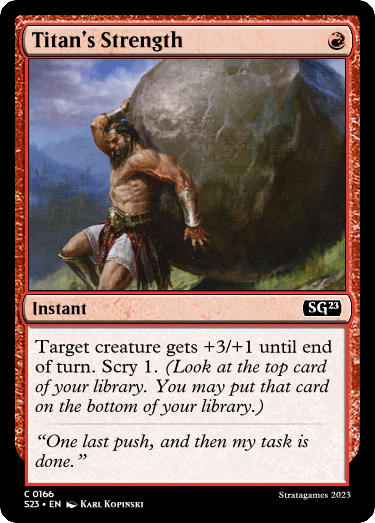 Titan's Strength
Instant
SG23
Target creature gets +3/+1 until end
of turn. Scry 1. (Look at the top card
of your library. You may put that card
on the bottom of your library.)
“One last push, and then my task is
done.”
C 0166
S23 • EN Karl Kopinski
Stratagames 2023